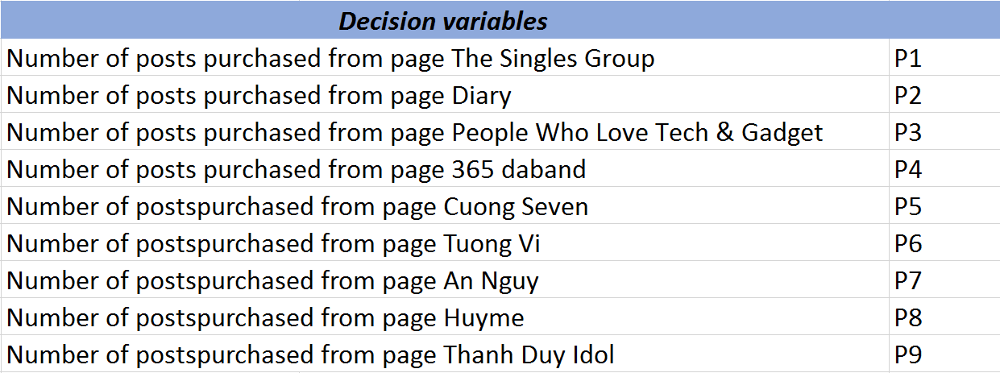 Decision variables
Number of posts purchased from page The Singles Group P1
Number of posts purchased from page Diary P2
Number of posts purchased from page People Who Love Tech & Gadget P3
Number of posts purchased from page 365 daband P4
Number of postspurchased from page Cuong Seven P5
Number of postspurchased from page Tuong Vi P6
Number of postspurchased from page An Nguy P7
Number of postspurchased from page Huyme P8
Number of postspurchased from page Thanh Duy Idol P9